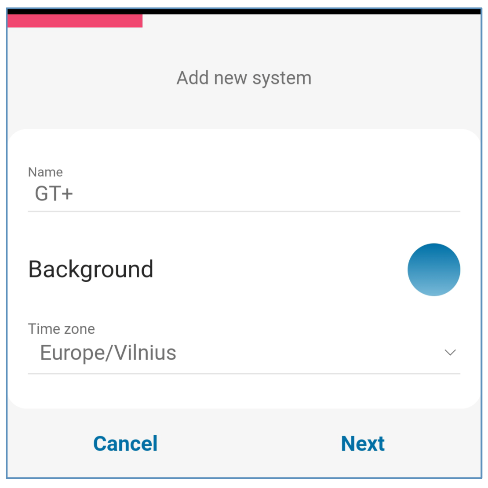 Add new system
Name
GT+
Background
Time zone
Europe/Vilnius
Cancel
Next